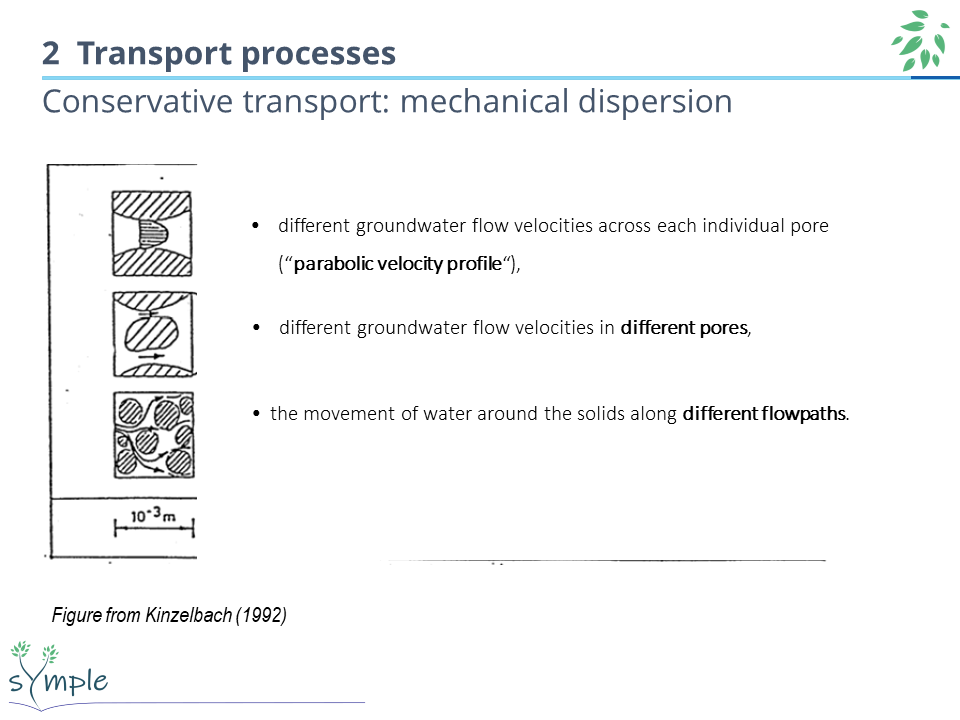 2 Transport processes
Conservative transport: mechanical dispersion
• different groundwater flow velocities across each individual pore
(“parabolic velocity profile“),
• different groundwater flow velocities in different pores,
• the movement of water around the solids along different flowpaths.
10⁻³m
Figure from Kinzelbach (1992)
sYmple